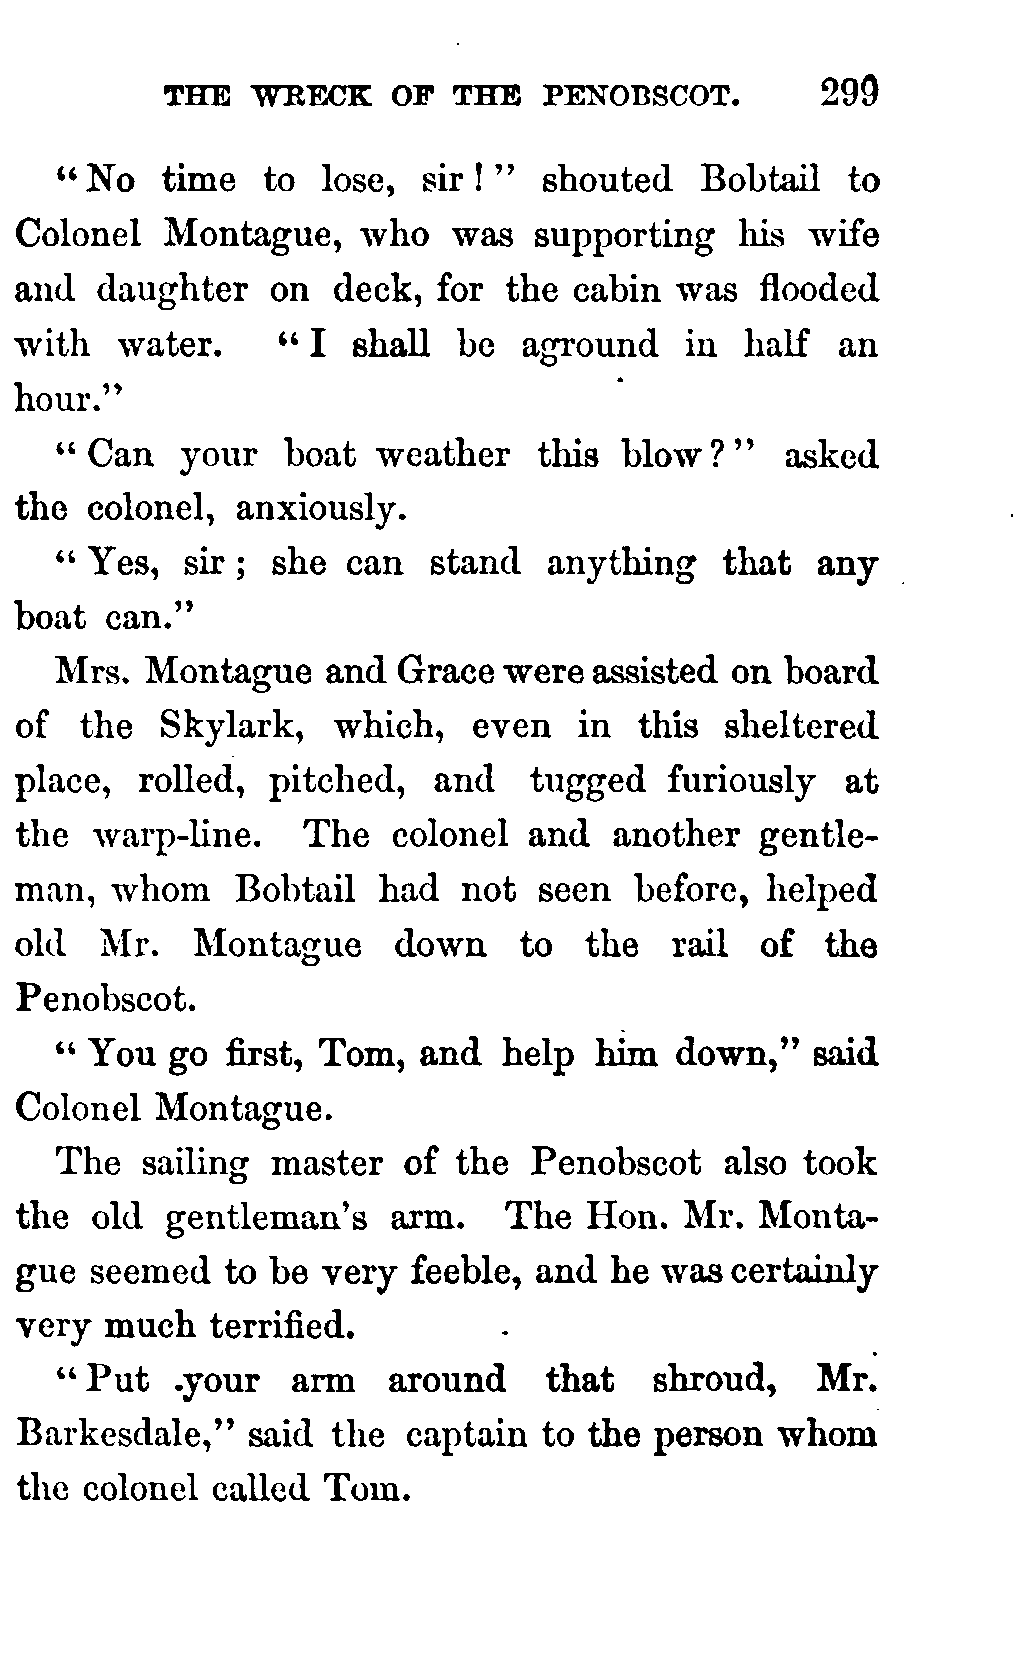 THE WRECK OF THE PENOBSCOT. 299
"No time to lose, sir!" shouted Bobtail to
Colonel Montague, who was supporting his wife
and daughter on deck, for the cabin was flooded
with water. "I shall be aground in half an
hour."
"Can your boat weather this blow?" asked
the colonel, anxiously.
"Yes, sir; she can stand anything that any
boat can."
Mrs. Montague and Grace were assisted on board
of the Skylark, which, even in this sheltered
place, rolled, pitched, and tugged furiously at
the warp-line. The colonel and another gentle-
man, whom Bobtail had not seen before, helped
old Mr. Montague down to the rail of the
Penobscot.
"You go first, Tom, and help him down," said
Colonel Montague.
The sailing master of the Penobscot also took
the old gentleman's arm. The Hon. Mr. Monta-
gue seemed to be very feeble, and he was certainly
very much terrified.
"Put your arm around that shroud, Mr.
Barkesdale," said the captain to the person whom
the colonel called Tom.